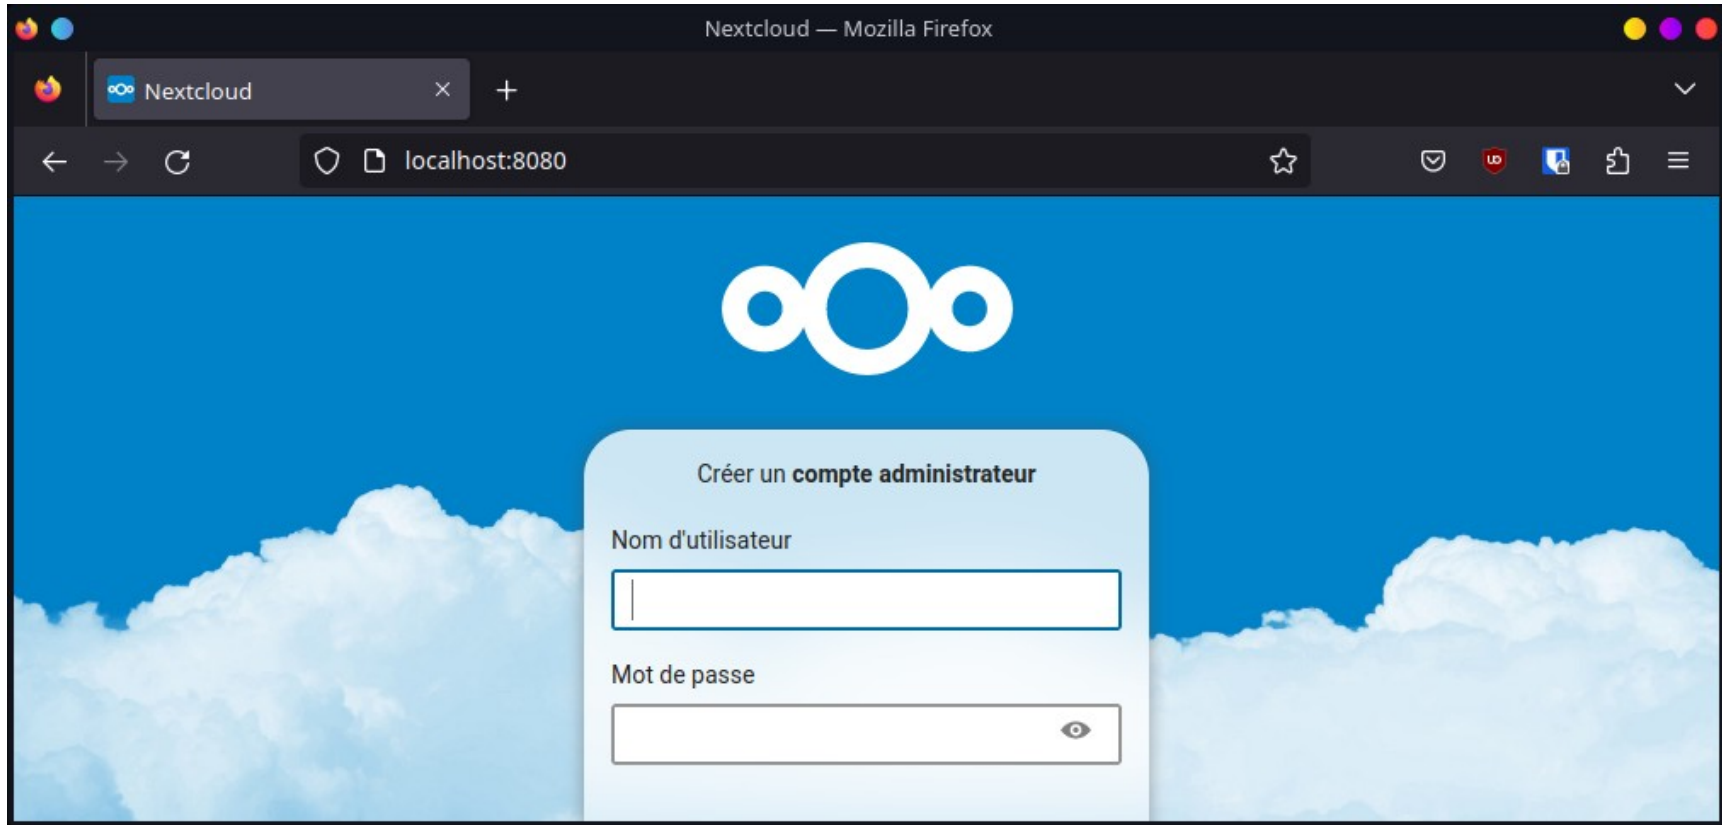 Nextcloud — Mozilla Firefox
Nextcloud
localhost:8080
Créer un compte administrateur
Nom d'utilisateur
Mot de passe